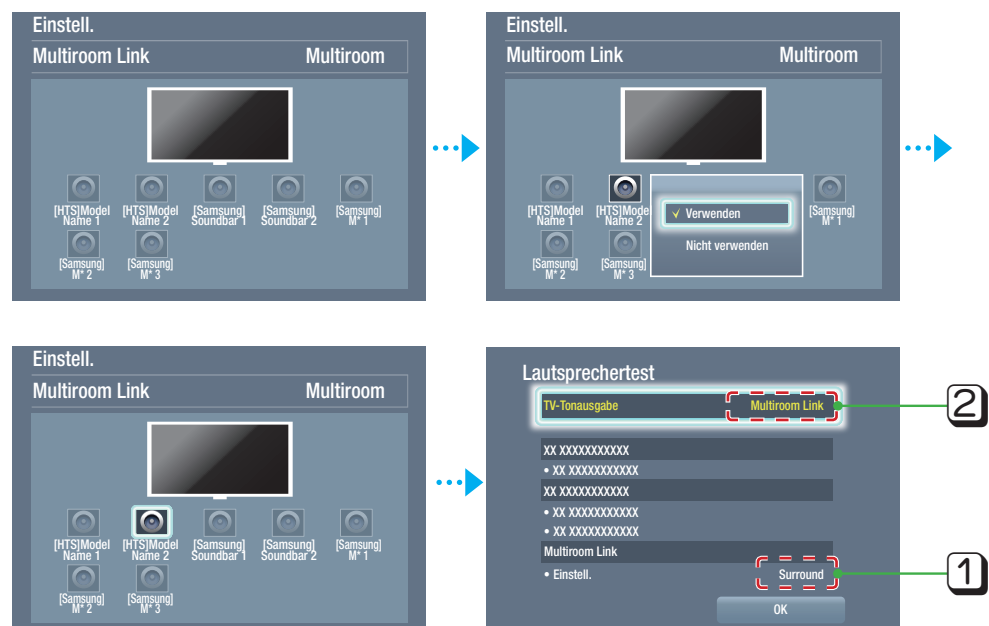 Einstell.
Multiroom Link Multiroom
[HTS]Model Name 1
[HTS]Model Name 2
[Samsung] Soundbar 1
[Samsung] Soundbar 2
[Samsung] M* 1
[Samsung] M* 2
[Samsung] M* 3
Einstell.
Multiroom Link Multiroom
[HTS]Model Name 1
[HTS]Mode Name 2
✓ Verwenden
Nicht verwenden
[Samsung] M* 1
[Samsung] M* 2
[Samsung] M* 3
Einstell.
Multiroom Link Multiroom
[HTS]Model Name 1
[HTS]Model Name 2
[Samsung] Soundbar 1
[Samsung] Soundbar 2
[Samsung] M* 1
[Samsung] M* 2
[Samsung] M* 3
Lautsprechertest
TV-Tonausgabe Multiroom Link
2
XX XXXXXXXXXXX
• XX XXXXXXXXXXX
XX XXXXXXXXXXX
• XX XXXXXXXXXXX
• XX XXXXXXXXXXX
Multiroom Link
• Einstell. Surround
1
OK